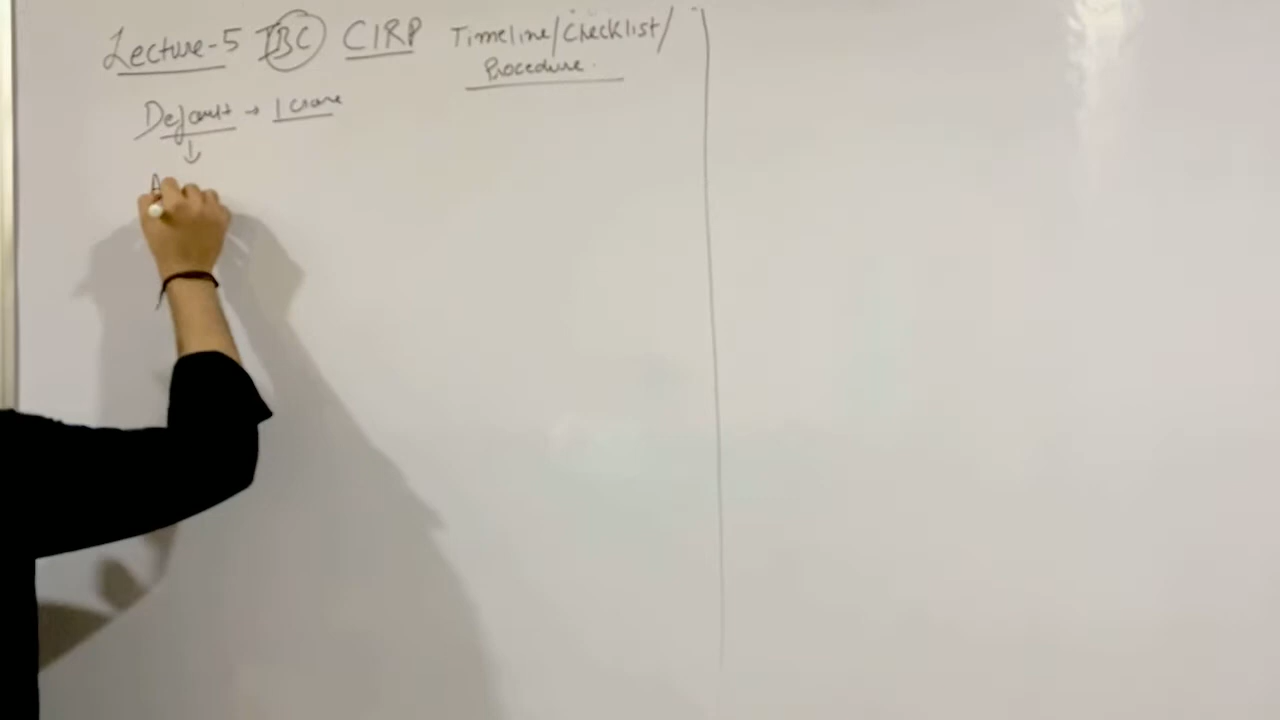 Lecture-5 IBC CIRP Timeline/Checklist/
Procedure.
Default → 1 crore
↓
A